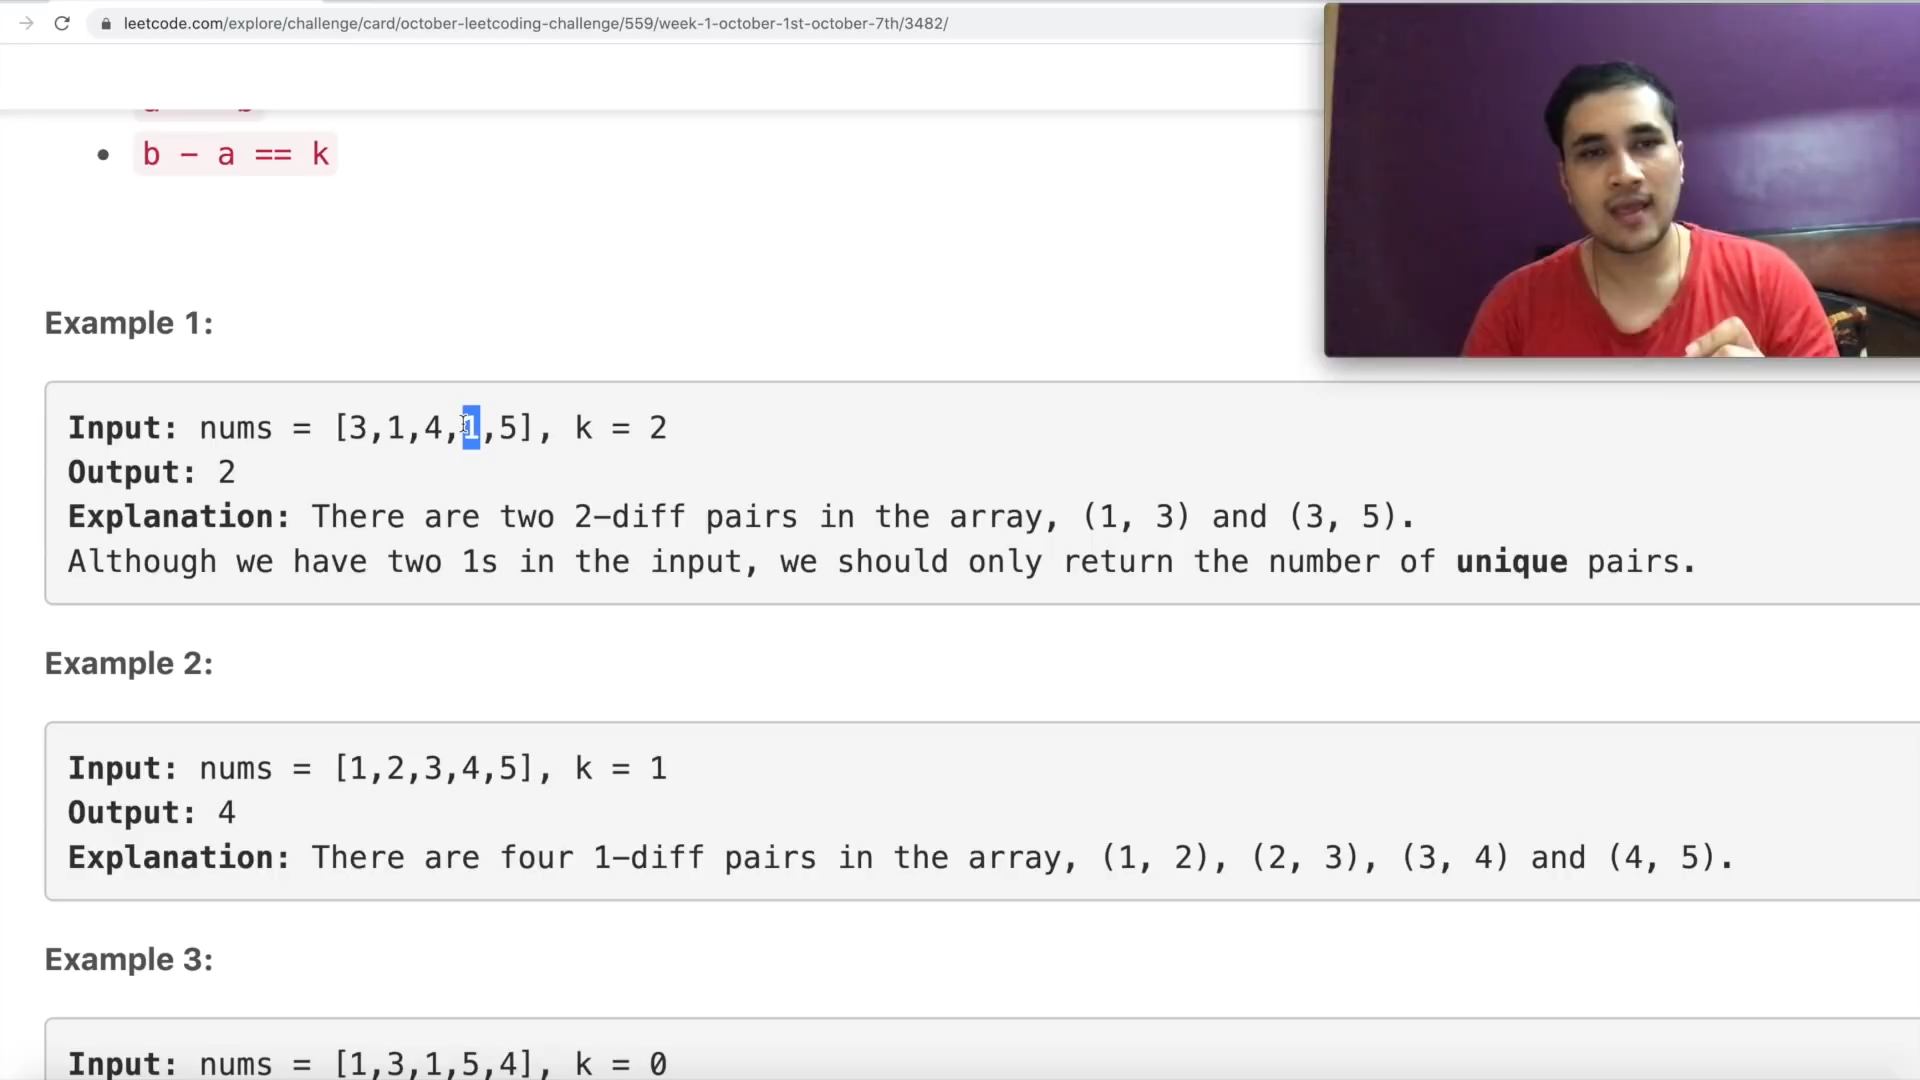 leetcode.com/explore/challenge/card/october-leetcoding-challenge/559/week-1-october-1st-october-7th/3482/
b - a == k
Example 1:
Input: nums = [3,1,4,1,5], k = 2
Output: 2
Explanation: There are two 2-diff pairs in the array, (1, 3) and (3, 5).
Although we have two 1s in the input, we should only return the number of unique pairs.
Example 2:
Input: nums = [1,2,3,4,5], k = 1
Output: 4
Explanation: There are four 1-diff pairs in the array, (1, 2), (2, 3), (3, 4) and (4, 5).
Example 3:
Input: nums = [1,3,1,5,4], k = 0